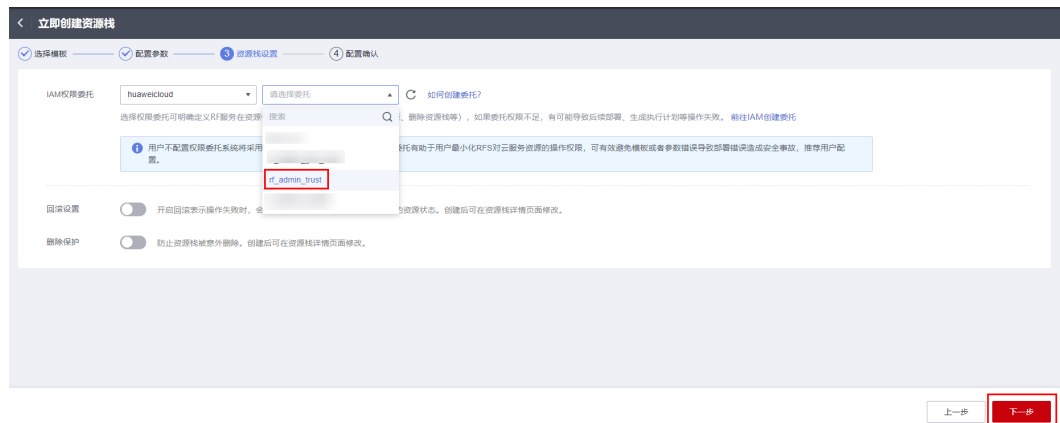 立即创建资源栈
选择模板
配置参数
3 资源栈设置
4 配置确认
IAM权限委托
huaweicloud
请选择委托
如何创建委托?
选择权限委托可明确定义RF服务在资源
、删除资源栈等），如果委托权限不足，有可能导致后续部署、生成执行计划等操作失败。 前往IAM创建委托
搜索
用户不配置权限委托系统将采用
委托有助于用户最小化RFS对云服务资源的操作权限，可有效避免模板或者参数错误导致部署错误造成安全事故，推荐用户配
置。
rf_admin_trust
回滚设置
开启回滚表示操作失败时，会
的资源状态。创建后可在资源栈详情页面修改。
删除保护
防止资源栈被意外删除。创建后可在资源栈详情页面修改。
上一步
下一步